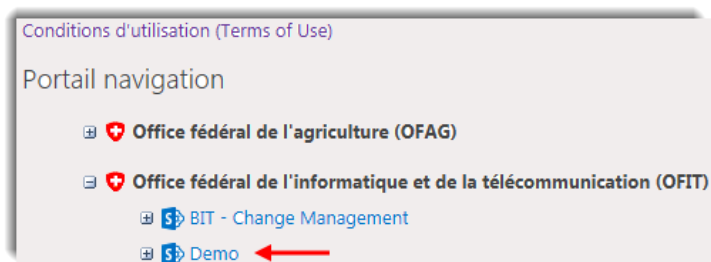 Conditions d'utilisation (Terms of Use)
Portail navigation
Office fédéral de l'agriculture (OFAG)
Office fédéral de l'informatique et de la télécommunication (OFIT)
BIT - Change Management
Demo